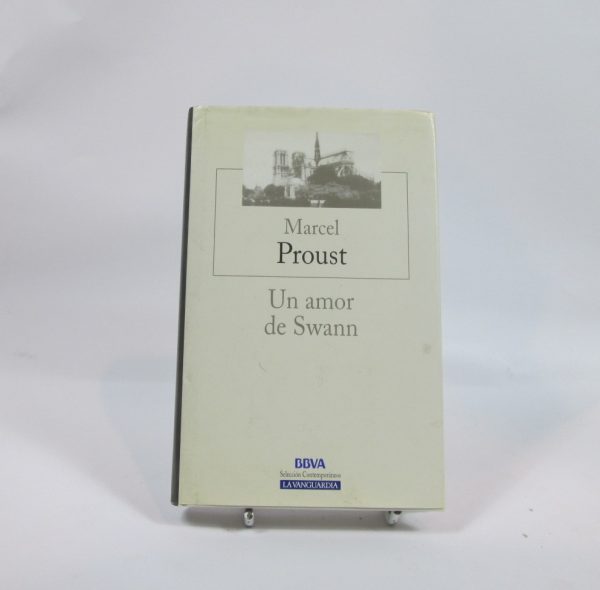 Marcel
Proust
Un amor
de Swann
BBVA
Selección Contemporáneos
LA VANGUARDIA